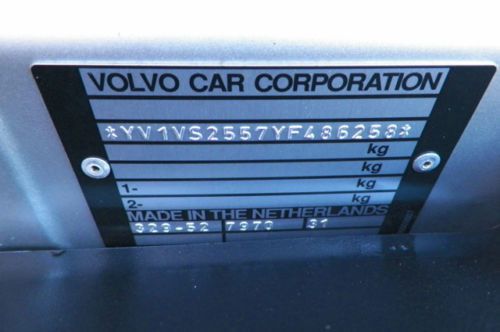 VOLVO CAR CORPORATION
*YV1VS2557YF486258*
kg
kg
1- kg
2- kg
MADE IN THE NETHERLANDS
329-52 7970 31